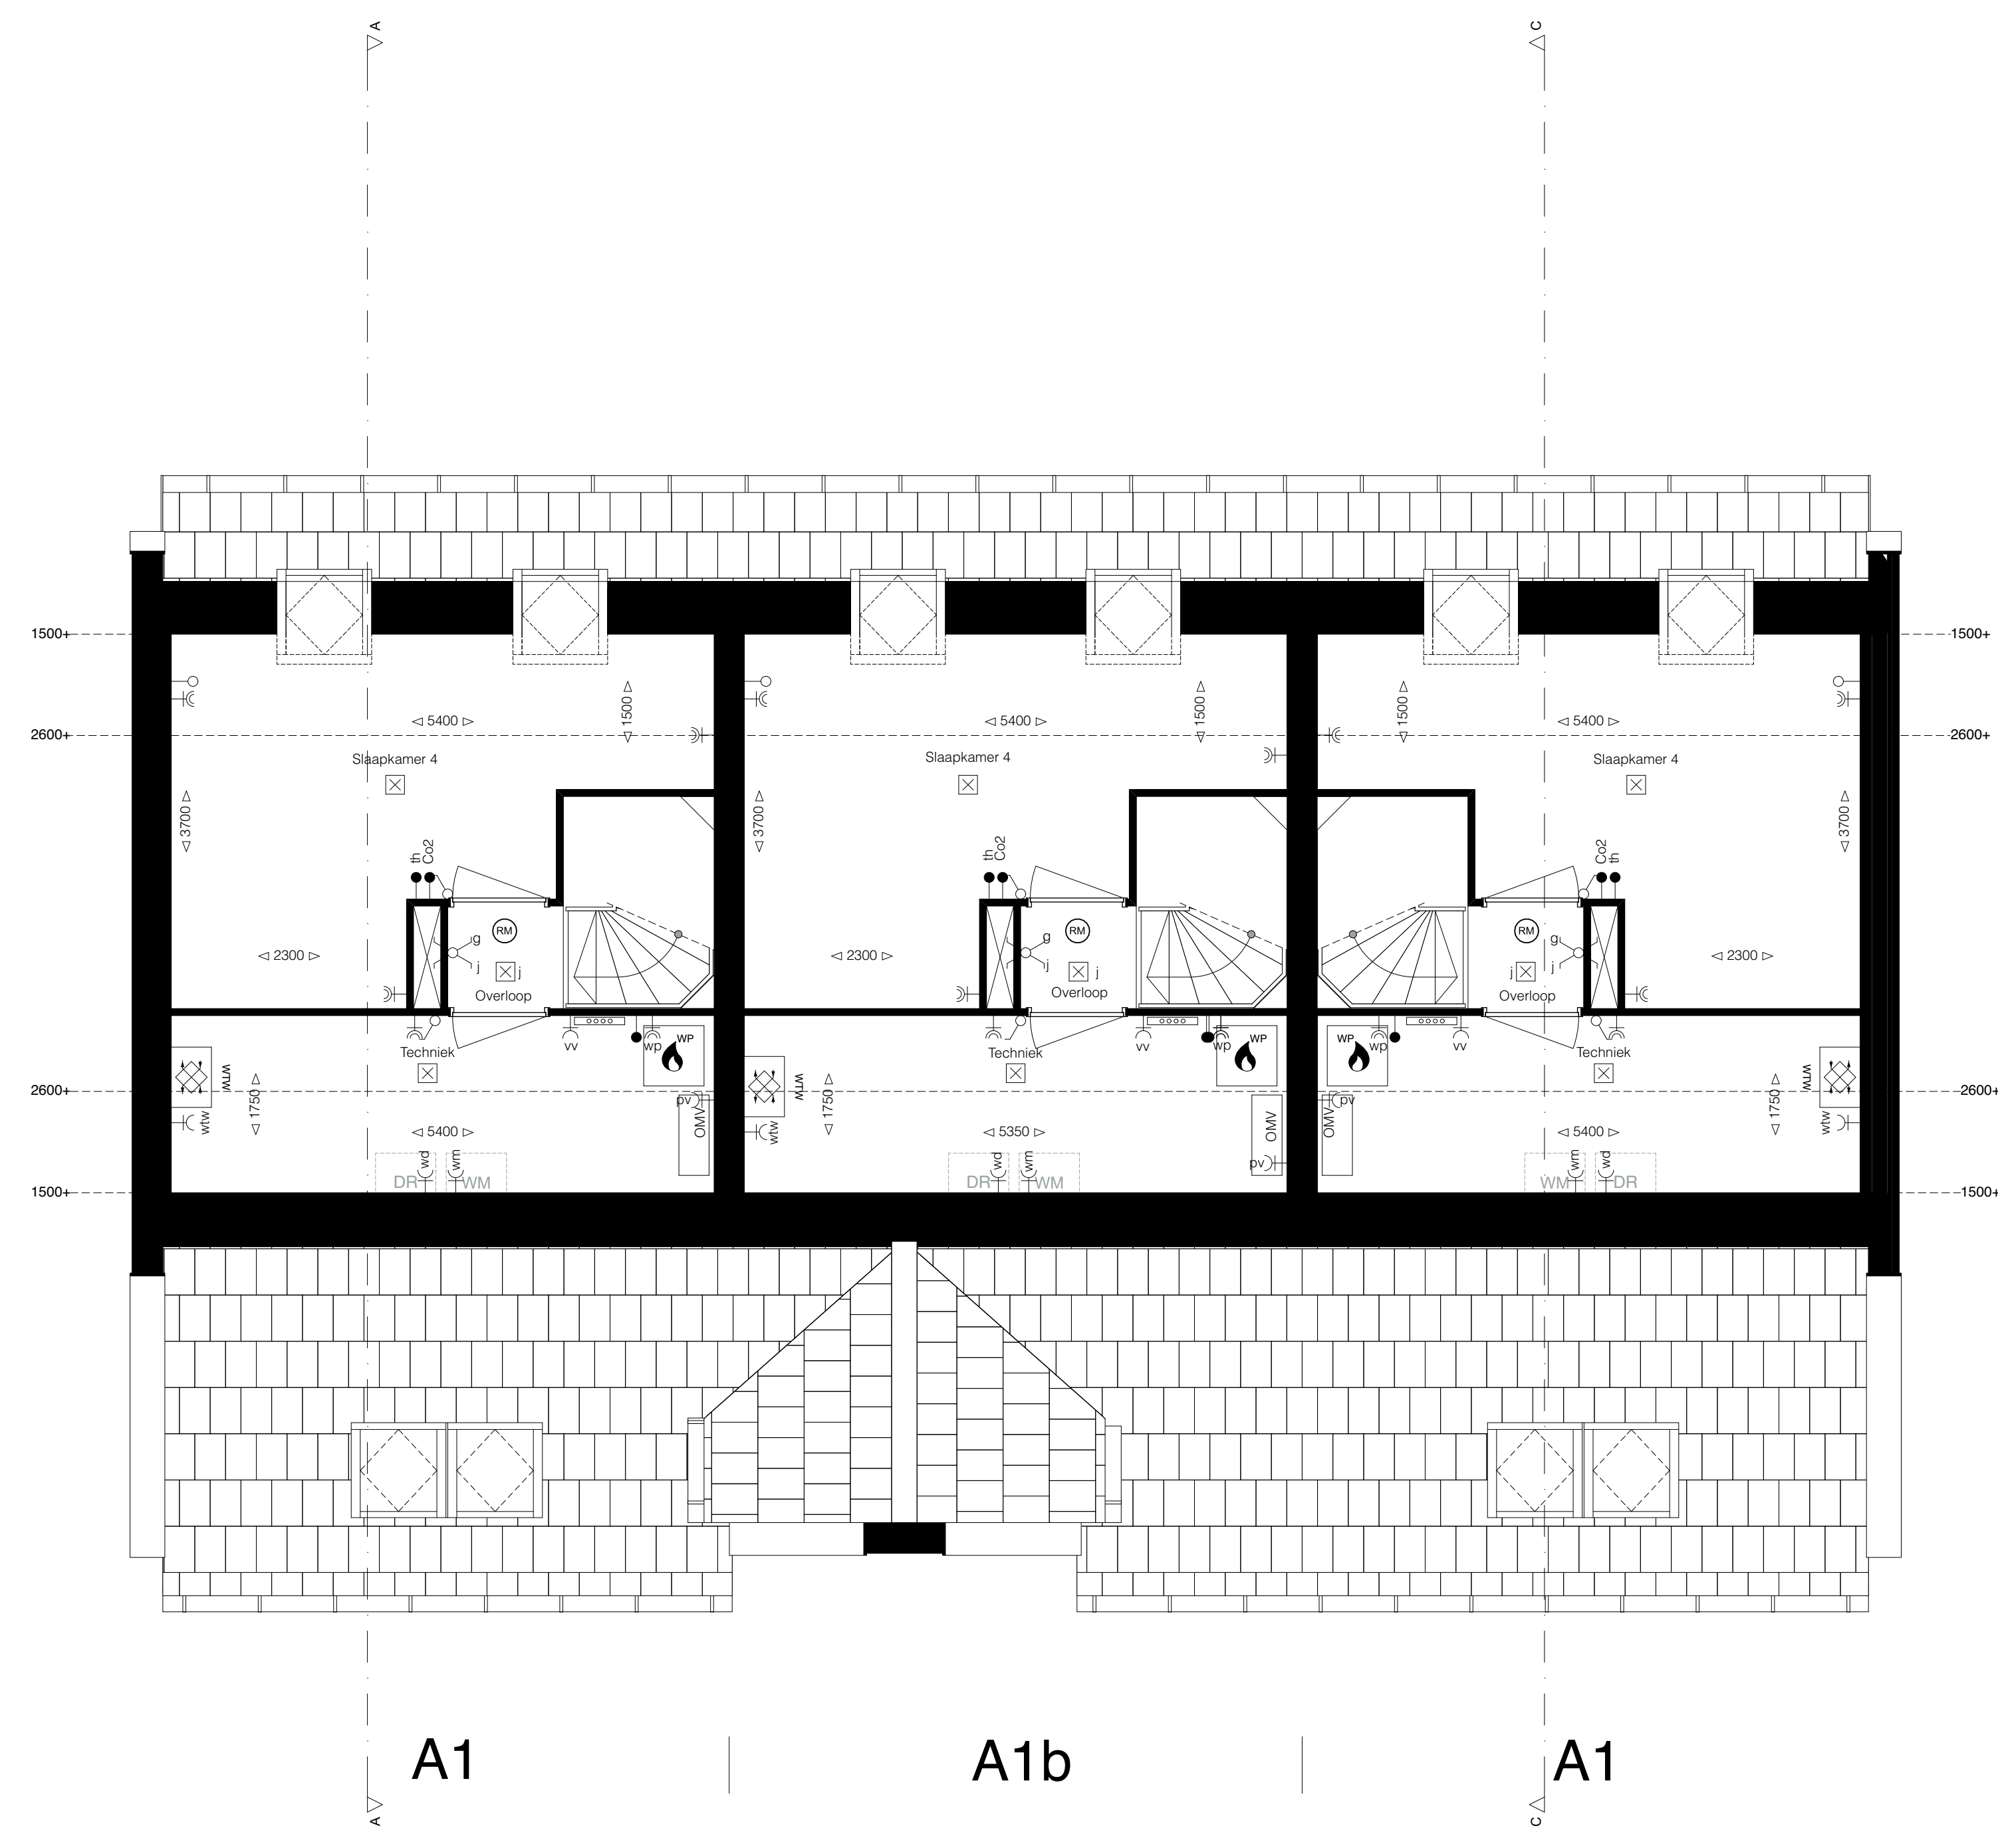 A
C
1500+
1500+
5400
1500
5400
1500
1500
5400
2600+
2600+
Slaapkamer 4
Slaapkamer 4
Slaapkamer 4
3700
3700
3700
th
Co2
th
Co2
Co2
th
RM
RM
RM
g
j
g
j
g
j
j
j
j
2300
2300
2300
Overloop
Overloop
Overloop
Techniek
Techniek
Techniek
vv
wp
WP
vv
wp
WP
WP
wp
vv
WTW
WTW
WTW
2600+
2600+
1750
1750
1750
wtw
wtw
wtw
pv
OMV
pv
OMV
pv
OMV
5400
5350
5400
wd
wm
wd
wm
wm
wd
DR
WM
DR
WM
WM
DR
1500+
1500+
A1
A1b
A1
A
C